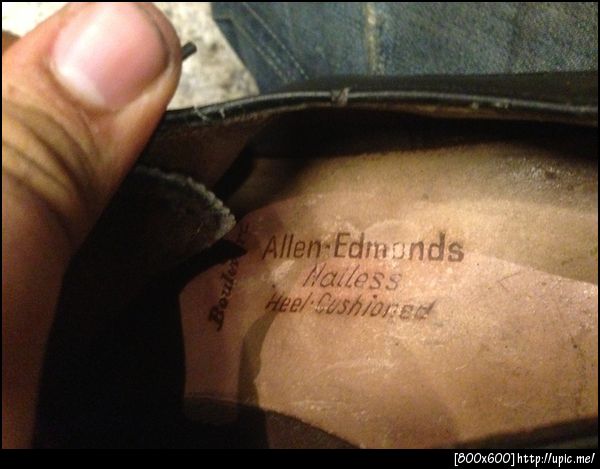 Allen-Edmonds
Nailess
Heel-Cushioned
[800x600]http://upic.me/